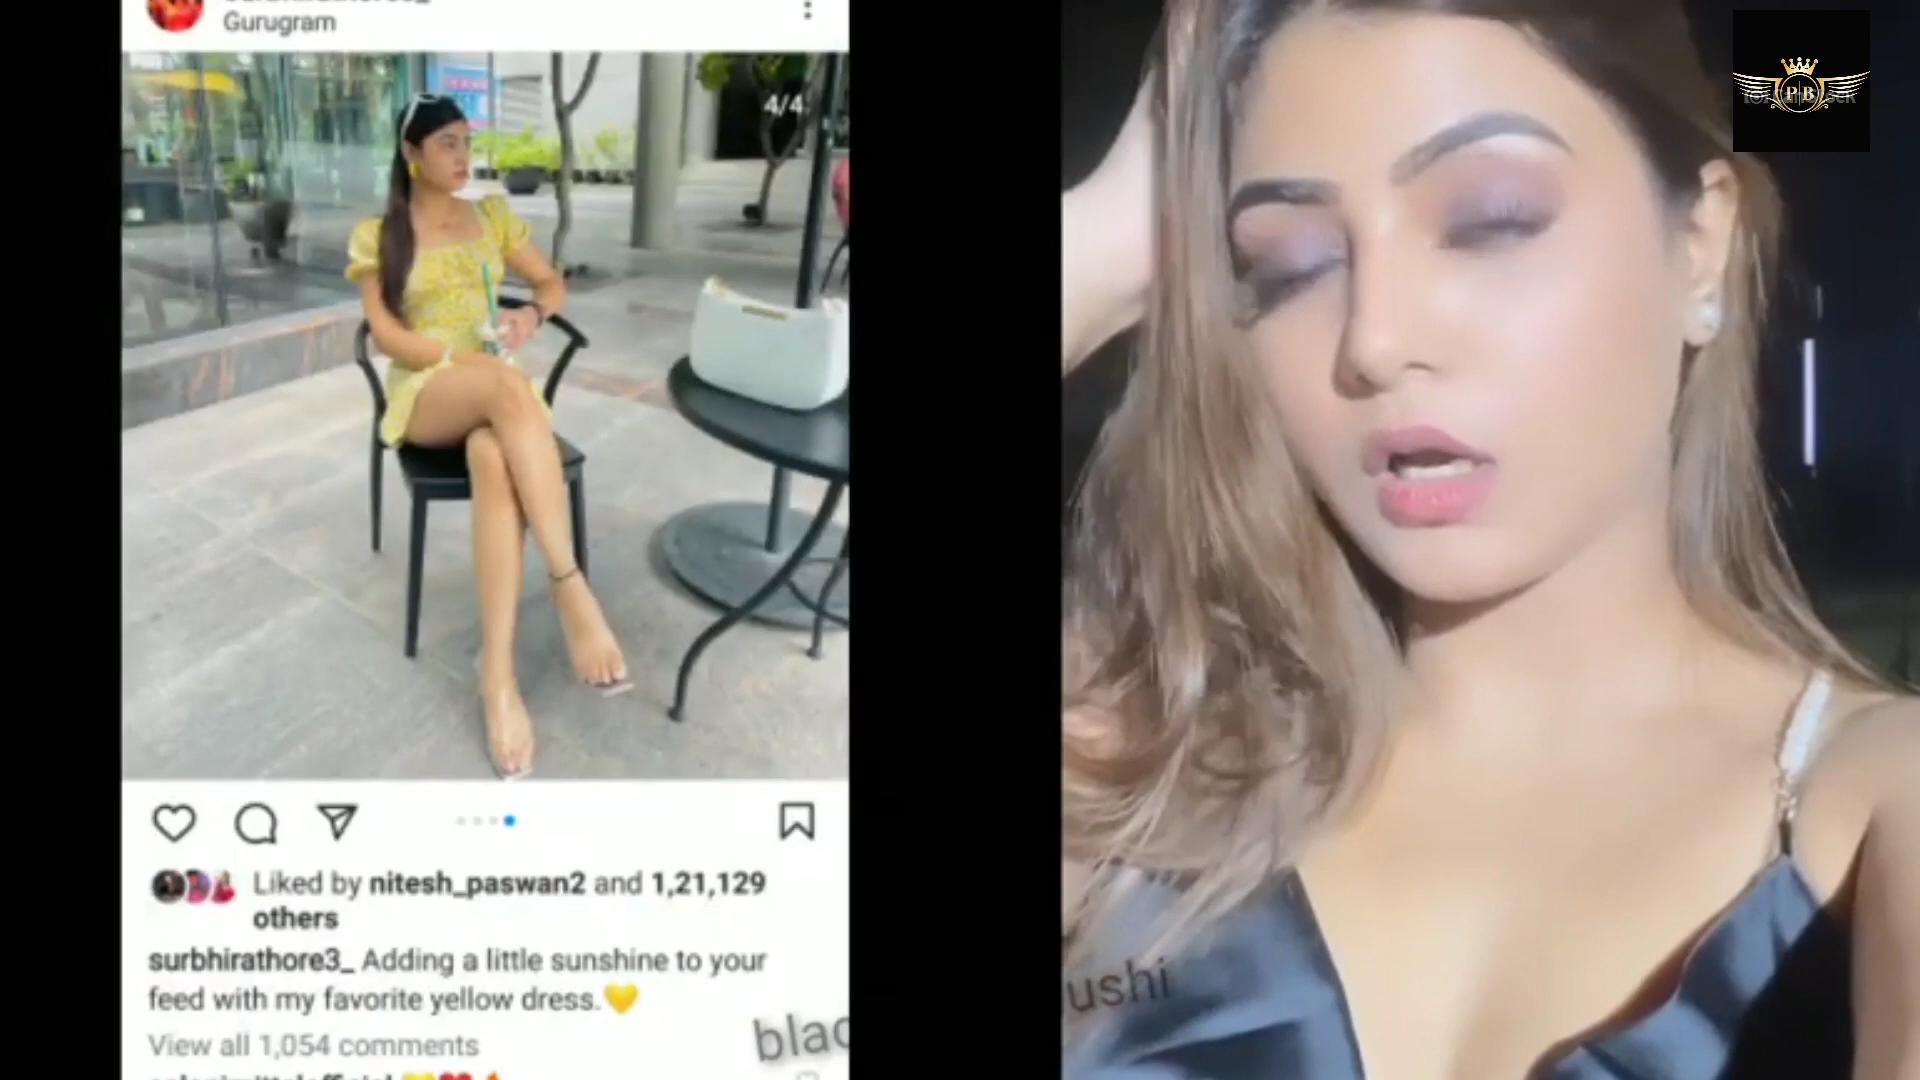 Gurugram
4/4
PB
Liked by nitesh_paswan2 and 1,21,129
others
surbhirathore3_ Adding a little sunshine to your
feed with my favorite yellow dress.💛
View all 1,054 comments
blac
ushi